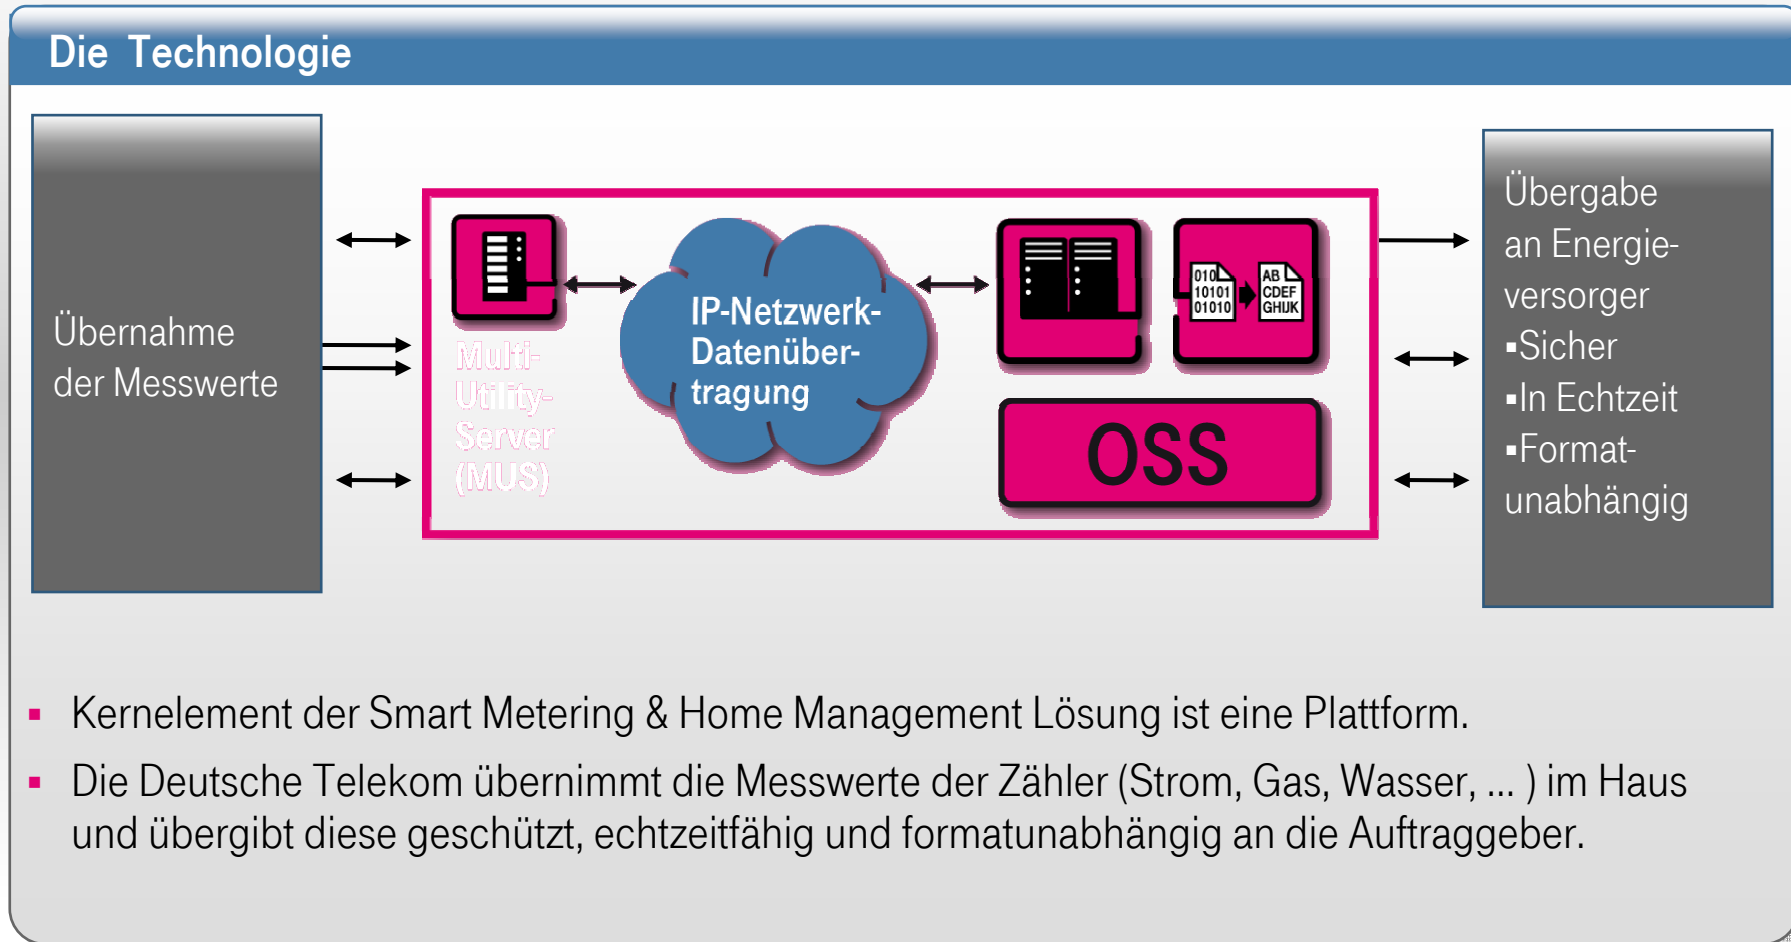 Die Technologie
Übernahme
der Messwerte
Multi-
Utility-
Server
(MUS)
IP-Netzwerk-
Datenüber-
tragung
010
10101
01010
AB
CDEF
GHIJK
OSS
Übergabe
an Energie-
versorger
▪Sicher
▪In Echtzeit
▪Format-
unabhängig
▪ Kernelement der Smart Metering & Home Management Lösung ist eine Plattform.
▪ Die Deutsche Telekom übernimmt die Messwerte der Zähler (Strom, Gas, Wasser, ... ) im Haus
und übergibt diese geschützt, echtzeitfähig und formatunabhängig an die Auftraggeber.